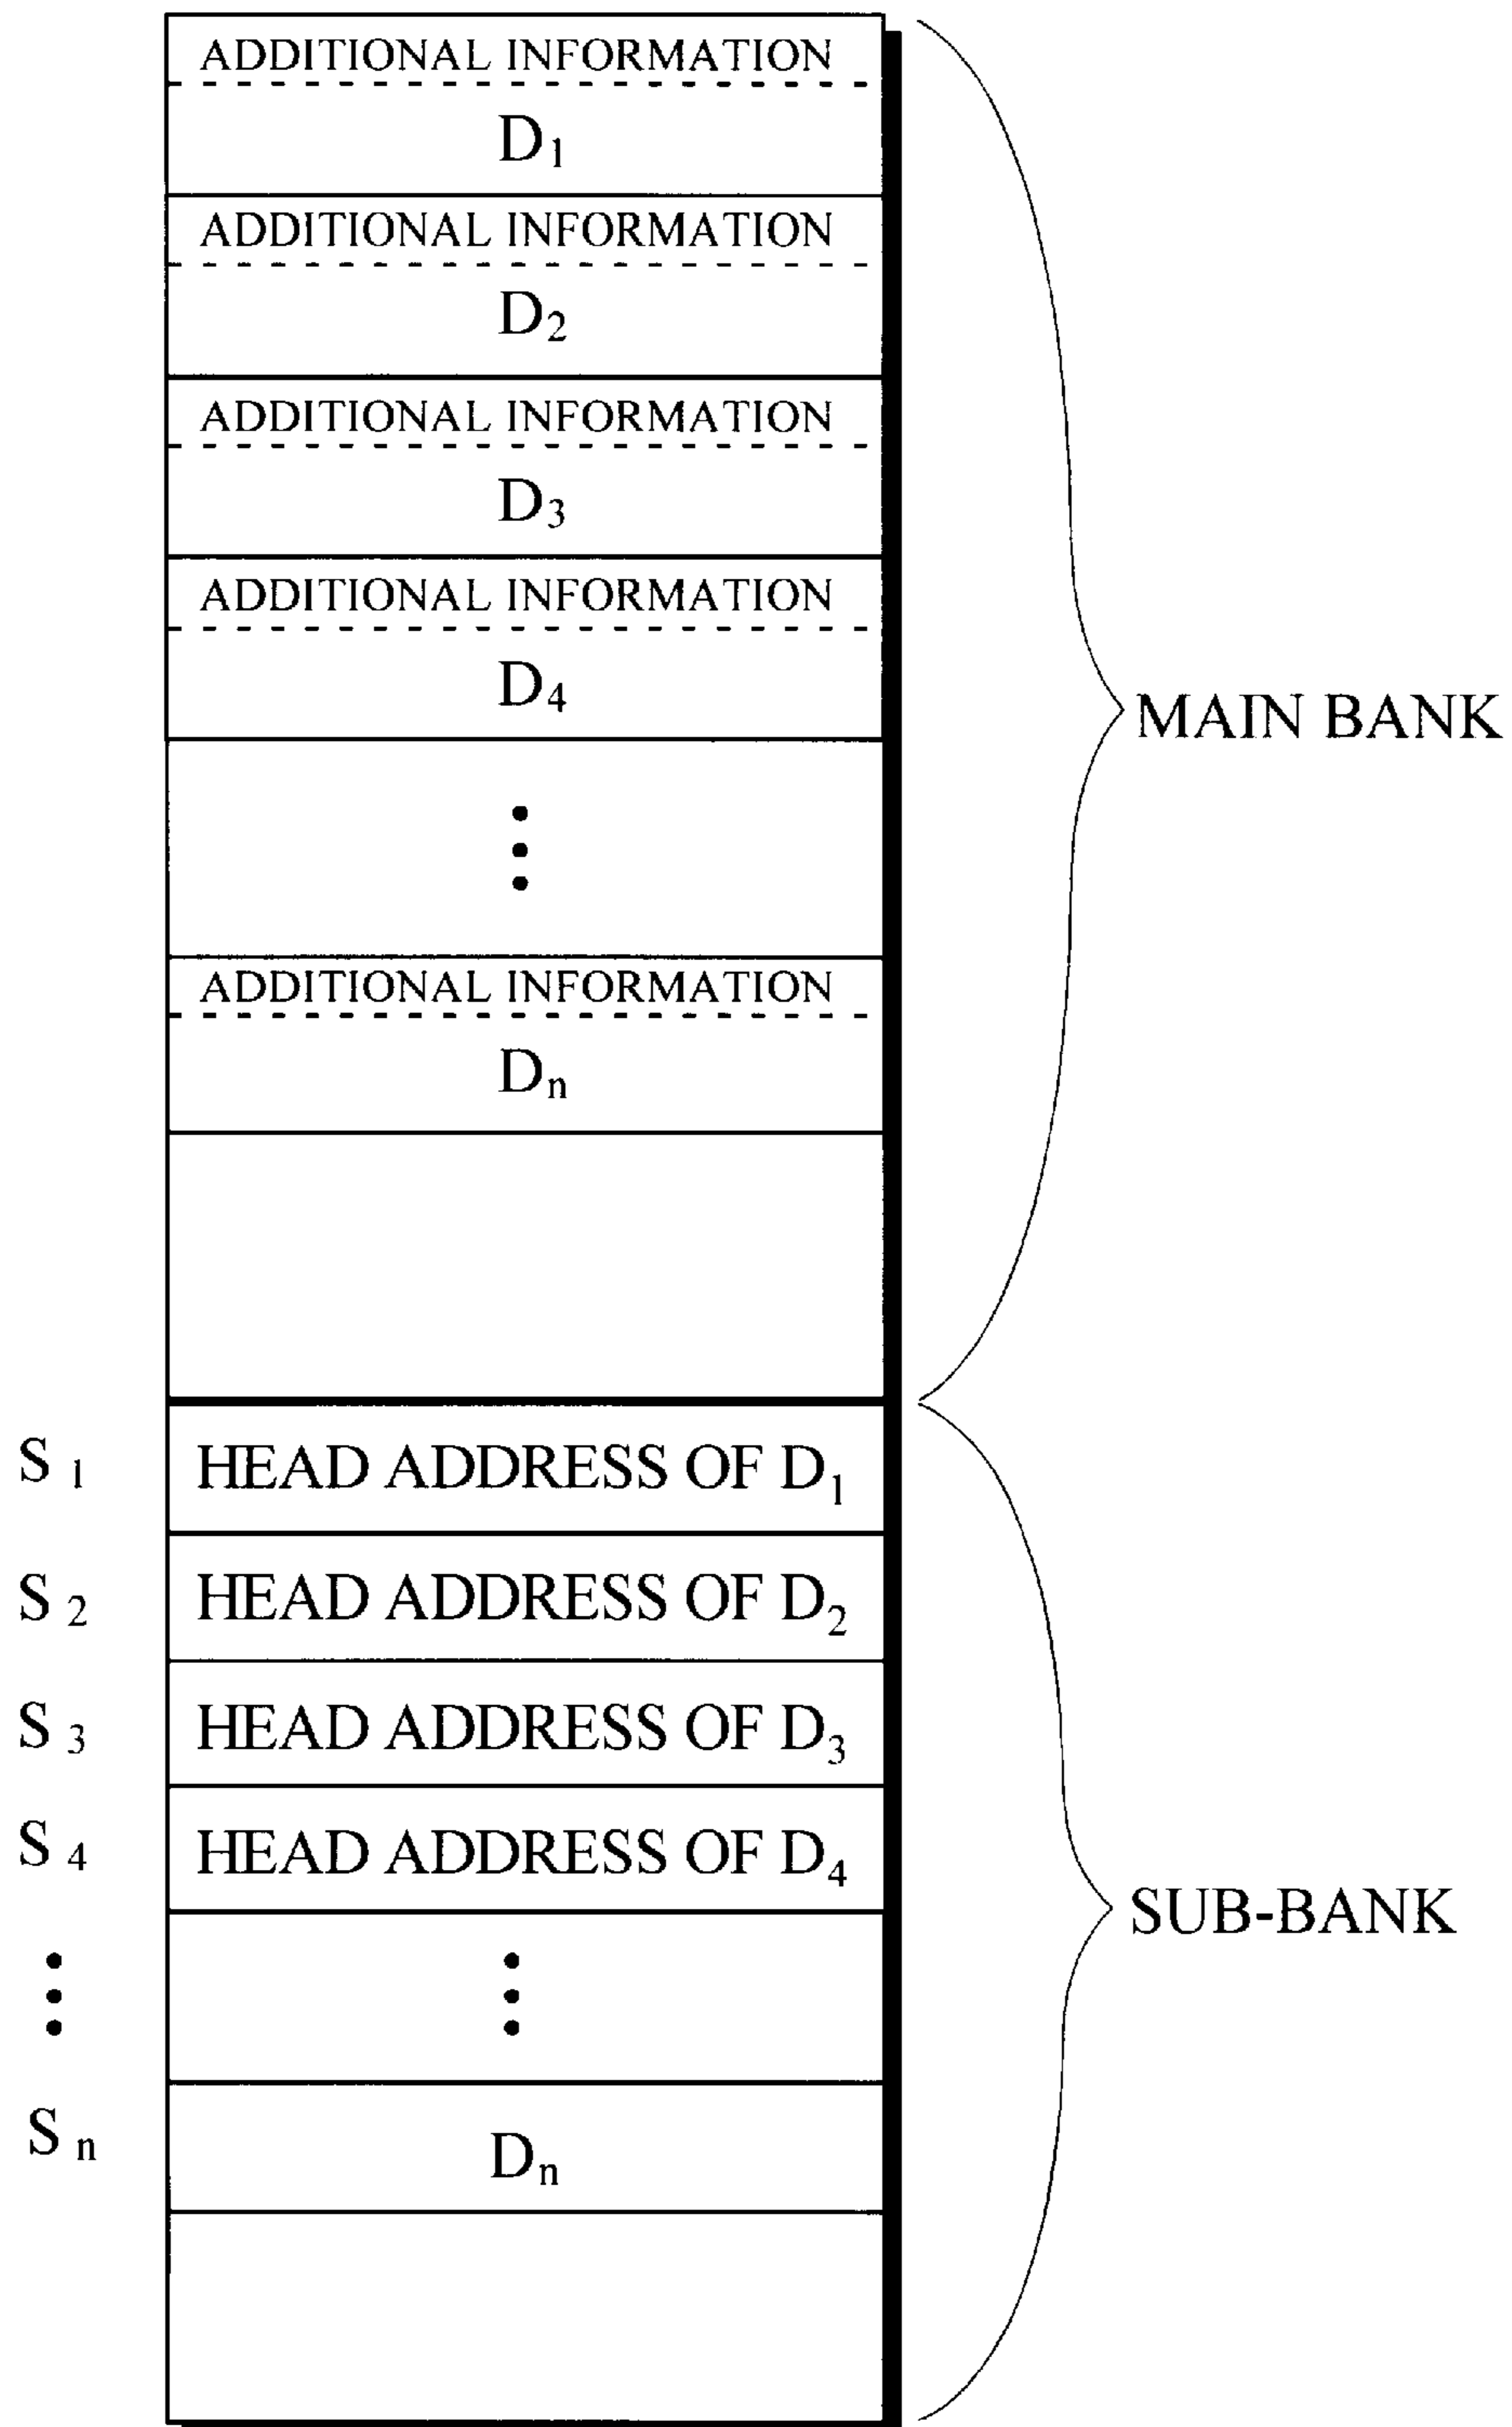 ADDITIONAL INFORMATION
D₁
ADDITIONAL INFORMATION
D₂
ADDITIONAL INFORMATION
D₃
ADDITIONAL INFORMATION
D₄
MAIN BANK
ADDITIONAL INFORMATION
Dₙ
S₁ HEAD ADDRESS OF D₁
S₂ HEAD ADDRESS OF D₂
S₃ HEAD ADDRESS OF D₃
S₄ HEAD ADDRESS OF D₄
SUB-BANK
Sₙ Dₙ